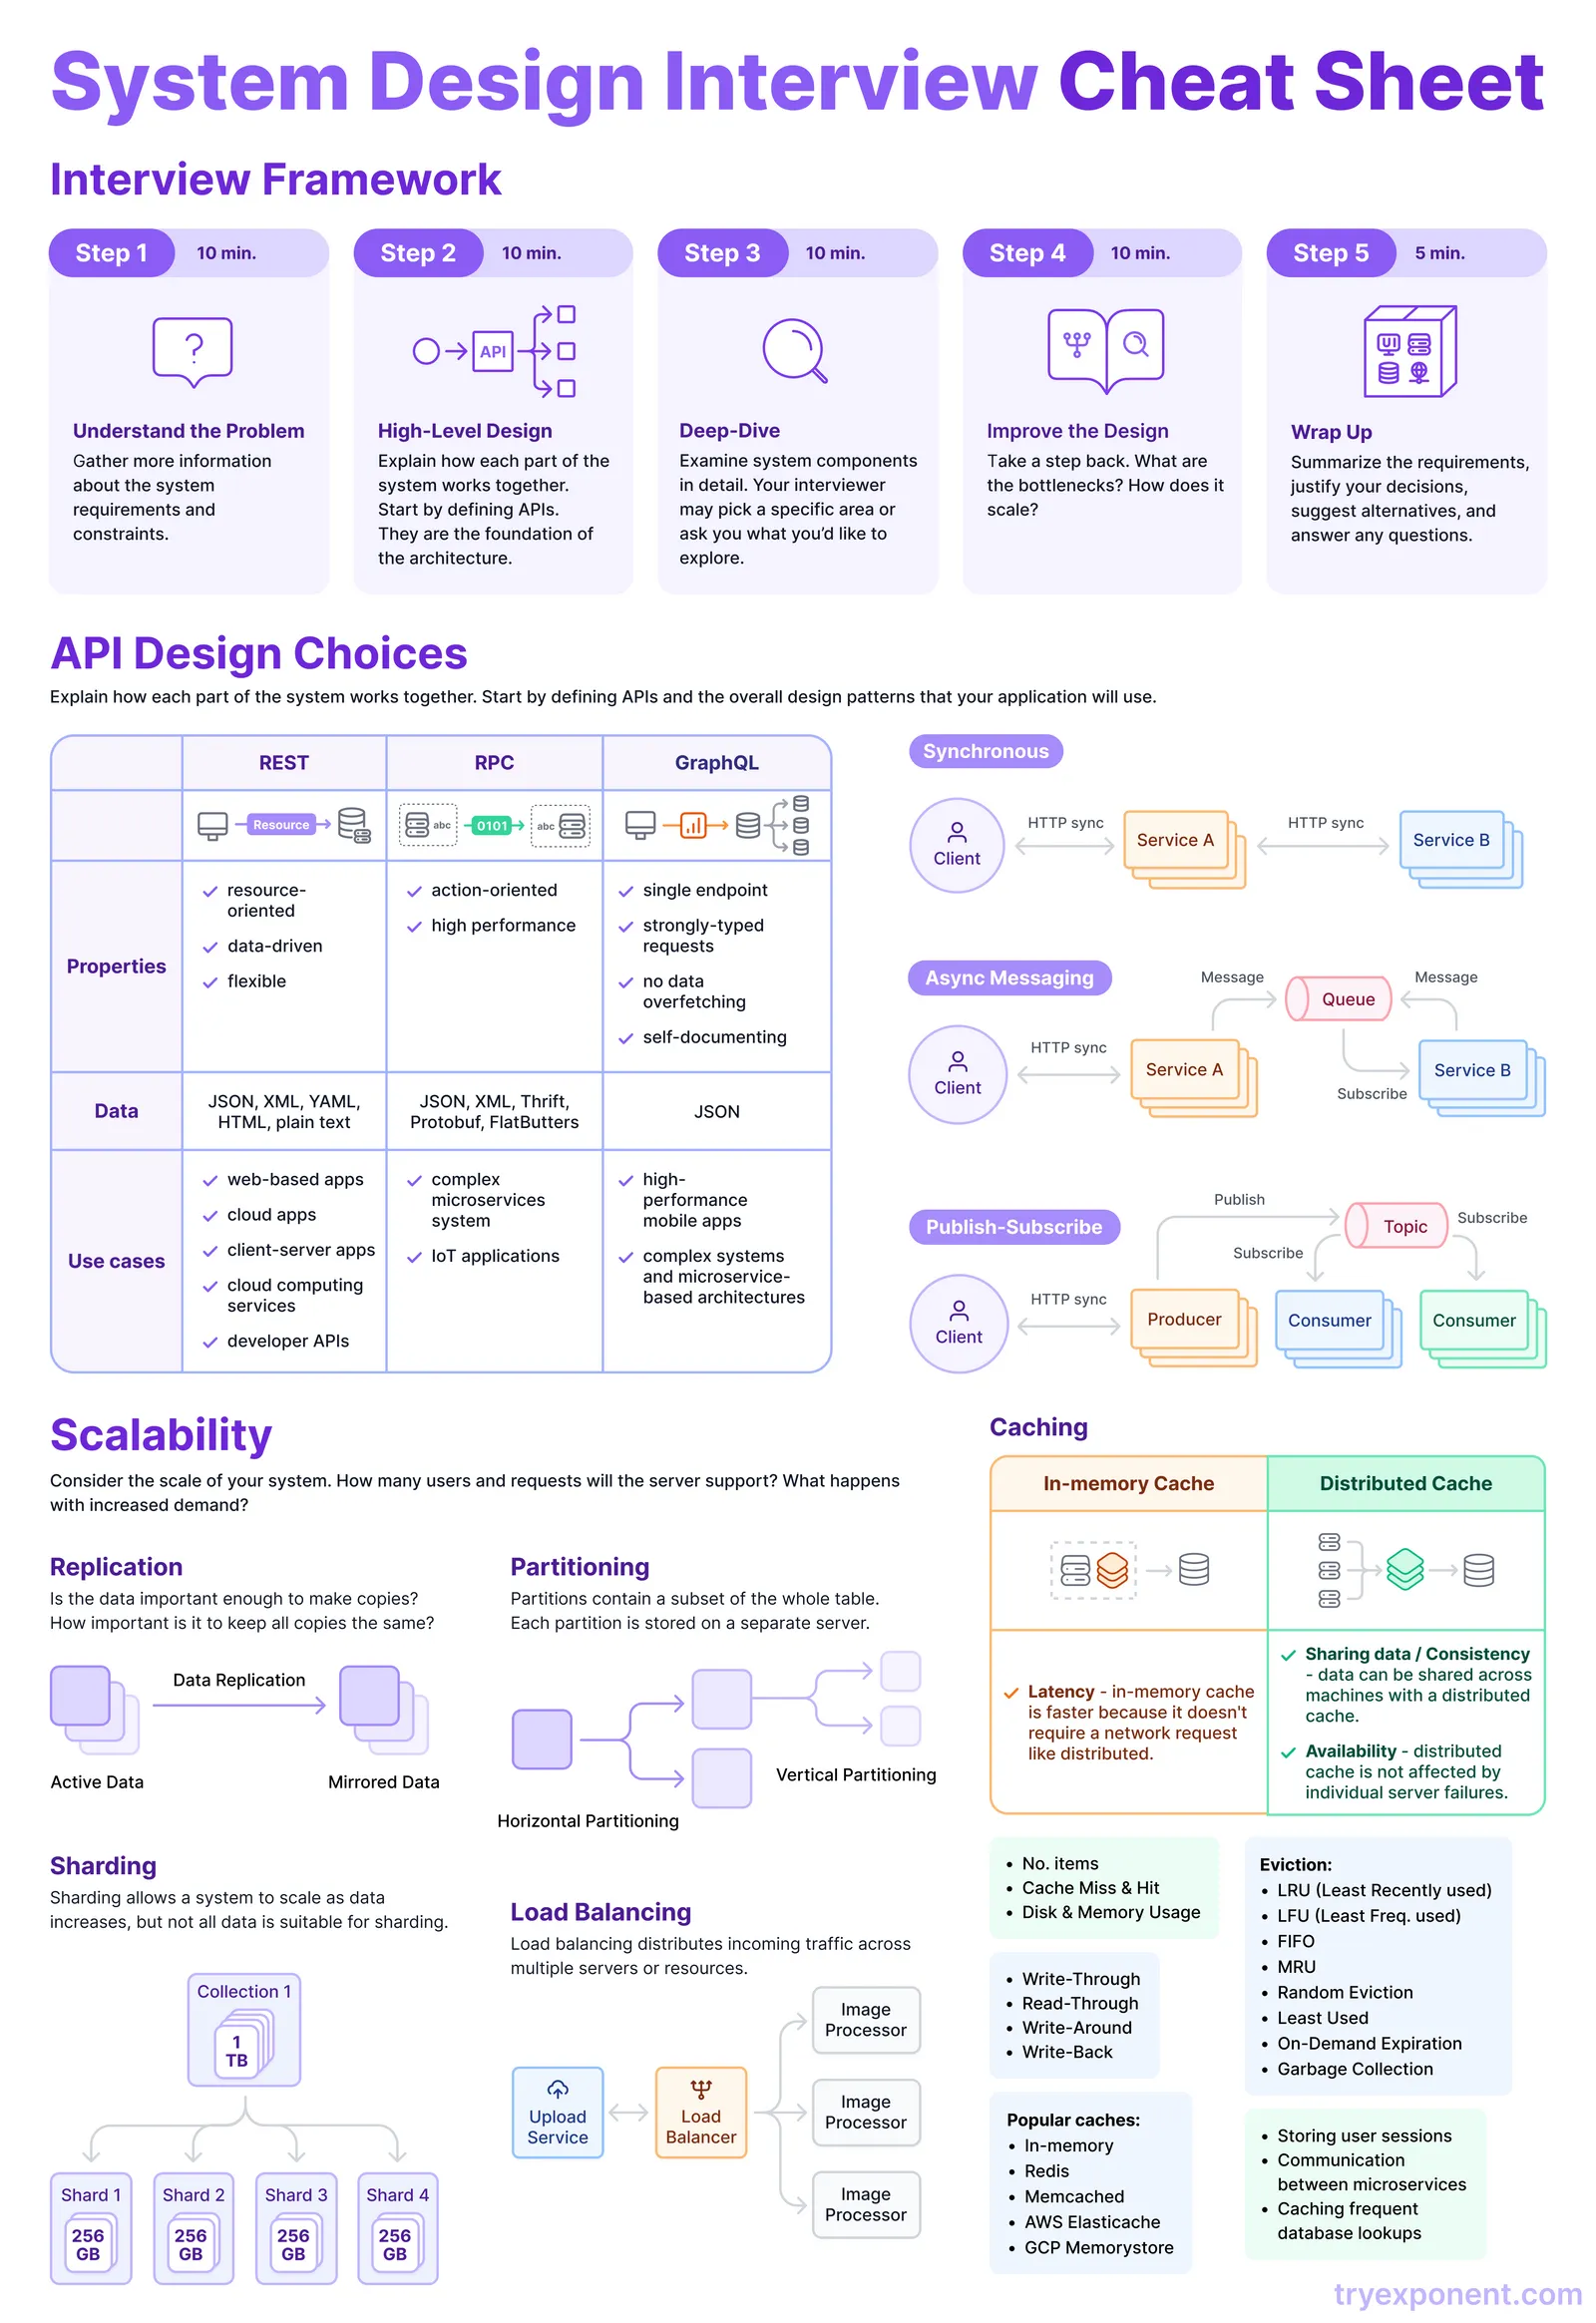 System Design Interview Cheat Sheet
Interview Framework
Step 1
10 min.
?
Understand the Problem
Gather more information
about the system
requirements and
constraints.
Step 2
10 min.
API
High-Level Design
Explain how each part of the
system works together.
Start by defining APIs.
They are the foundation of
the architecture.
Step 3
10 min.
Deep-Dive
Examine system components
in detail. Your interviewer
may pick a specific area or
ask you what you'd like to
explore.
Step 4
10 min.
Improve the Design
Take a step back. What are
the bottlenecks? How does it
scale?
Step 5
5 min.
UI
Wrap Up
Summarize the requirements,
justify your decisions,
suggest alternatives, and
answer any questions.
API Design Choices
Explain how each part of the system works together. Start by defining APIs and the overall design patterns that your application will use.
REST
RPC
GraphQL
Resource
abc
0101
abc
Properties
resource-
oriented
data-driven
flexible
action-oriented
high performance
single endpoint
strongly-typed
requests
no data
overfetching
self-documenting
Data
JSON, XML, YAML,
HTML, plain text
JSON, XML, Thrift,
Protobuf, FlatButters
JSON
Use cases
web-based apps
cloud apps
client-server apps
cloud computing
services
developer APIs
complex
microservices
system
IoT applications
high-
performance
mobile apps
complex systems
and microservice-
based architectures
Synchronous
Client
HTTP sync
Service A
HTTP sync
Service B
Async Messaging
Message
Queue
Message
Client
HTTP sync
Service A
Service B
Subscribe
Publish-Subscribe
Publish
Topic
Subscribe
Subscribe
Client
HTTP sync
Producer
Consumer
Consumer
Scalability
Consider the scale of your system. How many users and requests will the server support? What happens
with increased demand?
Replication
Is the data important enough to make copies?
How important is it to keep all copies the same?
Data Replication
Active Data
Mirrored Data
Partitioning
Partitions contain a subset of the whole table.
Each partition is stored on a separate server.
Vertical Partitioning
Horizontal Partitioning
Sharding
Sharding allows a system to scale as data
increases, but not all data is suitable for sharding.
Collection 1
1
TB
Shard 1
256
GB
Shard 2
256
GB
Shard 3
256
GB
Shard 4
256
GB
Load Balancing
Load balancing distributes incoming traffic across
multiple servers or resources.
Upload
Service
Load
Balancer
Image
Processor
Image
Processor
Image
Processor
Caching
In-memory Cache
Distributed Cache
Latency - in-memory cache
is faster because it doesn't
require a network request
like distributed.
Sharing data / Consistency
- data can be shared across
machines with a distributed
cache.
Availability - distributed
cache is not affected by
individual server failures.
• No. items
• Cache Miss & Hit
• Disk & Memory Usage
• Write-Through
• Read-Through
• Write-Around
• Write-Back
Popular caches:
• In-memory
• Redis
• Memcached
• AWS Elasticache
• GCP Memorystore
Eviction:
• LRU (Least Recently used)
• LFU (Least Freq. used)
• FIFO
• MRU
• Random Eviction
• Least Used
• On-Demand Expiration
• Garbage Collection
• Storing user sessions
• Communication
between microservices
• Caching frequent
database lookups
tryexponent.com